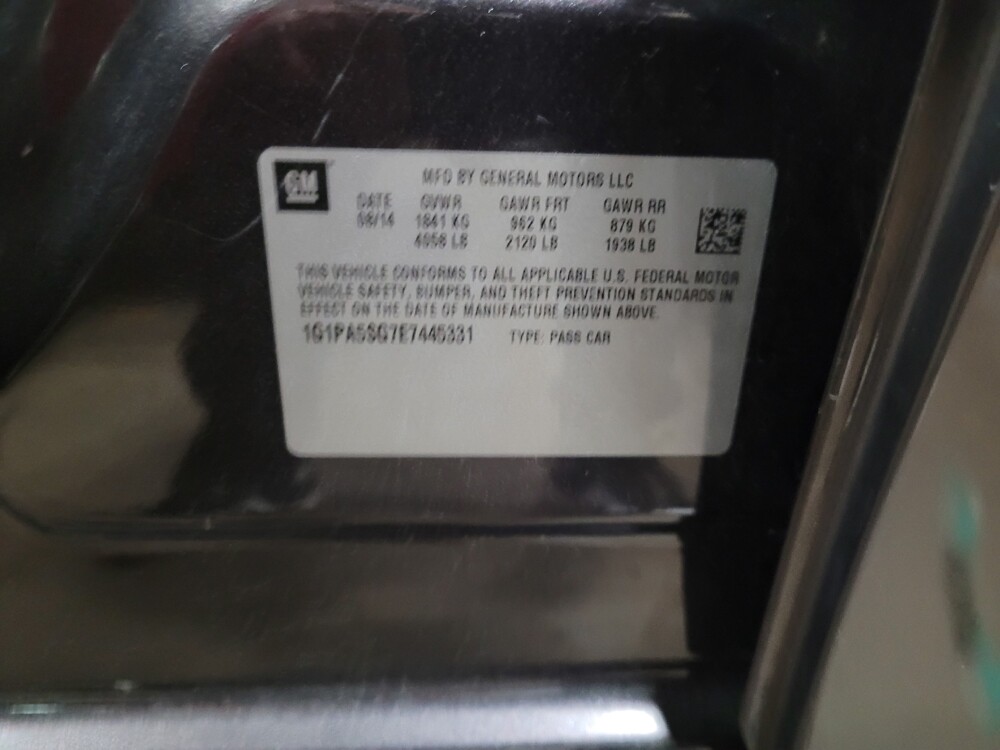 GM
MFD BY GENERAL MOTORS LLC
DATE GVWR GAWR FRT GAWR RR
08/14 1841 KG 962 KG 879 KG
4058 LB 2120 LB 1938 LB
THIS VEHICLE CONFORMS TO ALL APPLICABLE U.S. FEDERAL MOTOR
VEHICLE SAFETY, BUMPER, AND THEFT PREVENTION STANDARDS IN
EFFECT ON THE DATE OF MANUFACTURE SHOWN ABOVE.
1G1PA5SG7E7445331 TYPE: PASS CAR